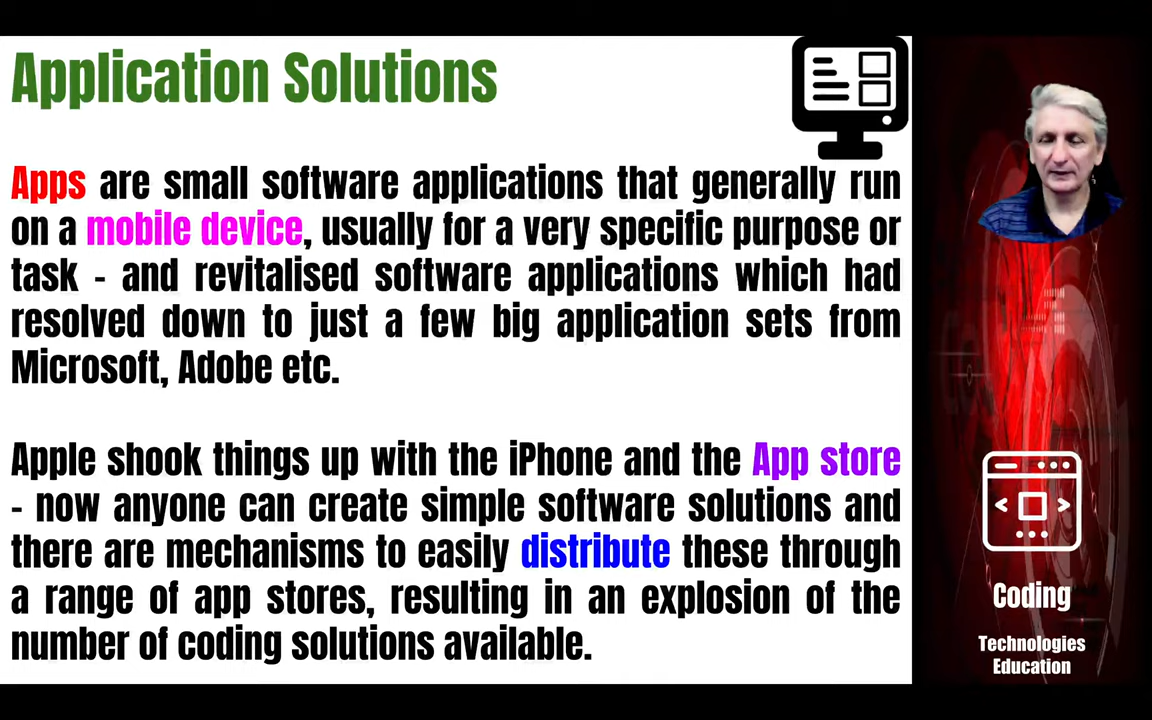 Application Solutions
Apps are small software applications that generally run
on a mobile device, usually for a very specific purpose or
task - and revitalised software applications which had
resolved down to just a few big application sets from
Microsoft, Adobe etc.
Apple shook things up with the iPhone and the App store
- now anyone can create simple software solutions and
there are mechanisms to easily distribute these through
a range of app stores, resulting in an explosion of the
number of coding solutions available.
Coding
Technologies
Education